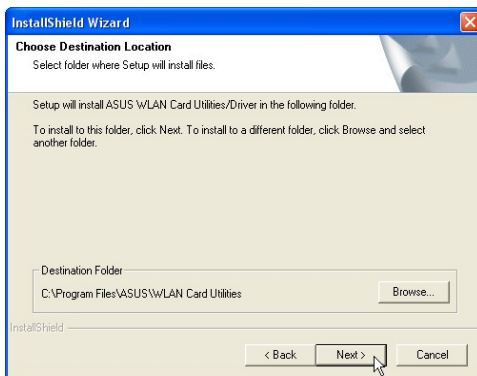 InstallShield Wizard
Choose Destination Location
Select folder where Setup will install files.
Setup will install ASUS WLAN Card Utilities/Driver in the following folder.
To install to this folder, click Next. To install to a different folder, click Browse and select
another folder.
Destination Folder
C:\Program Files\ASUS\WLAN Card Utilities
Browse...
InstallShield
< Back
Next >
Cancel